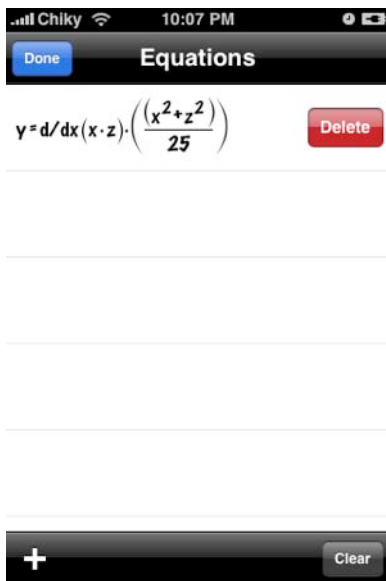 Chiky 10:07 PM
Done Equations
y=d/dx(x·z)·((x²+z²)/25) Delete
+ Clear